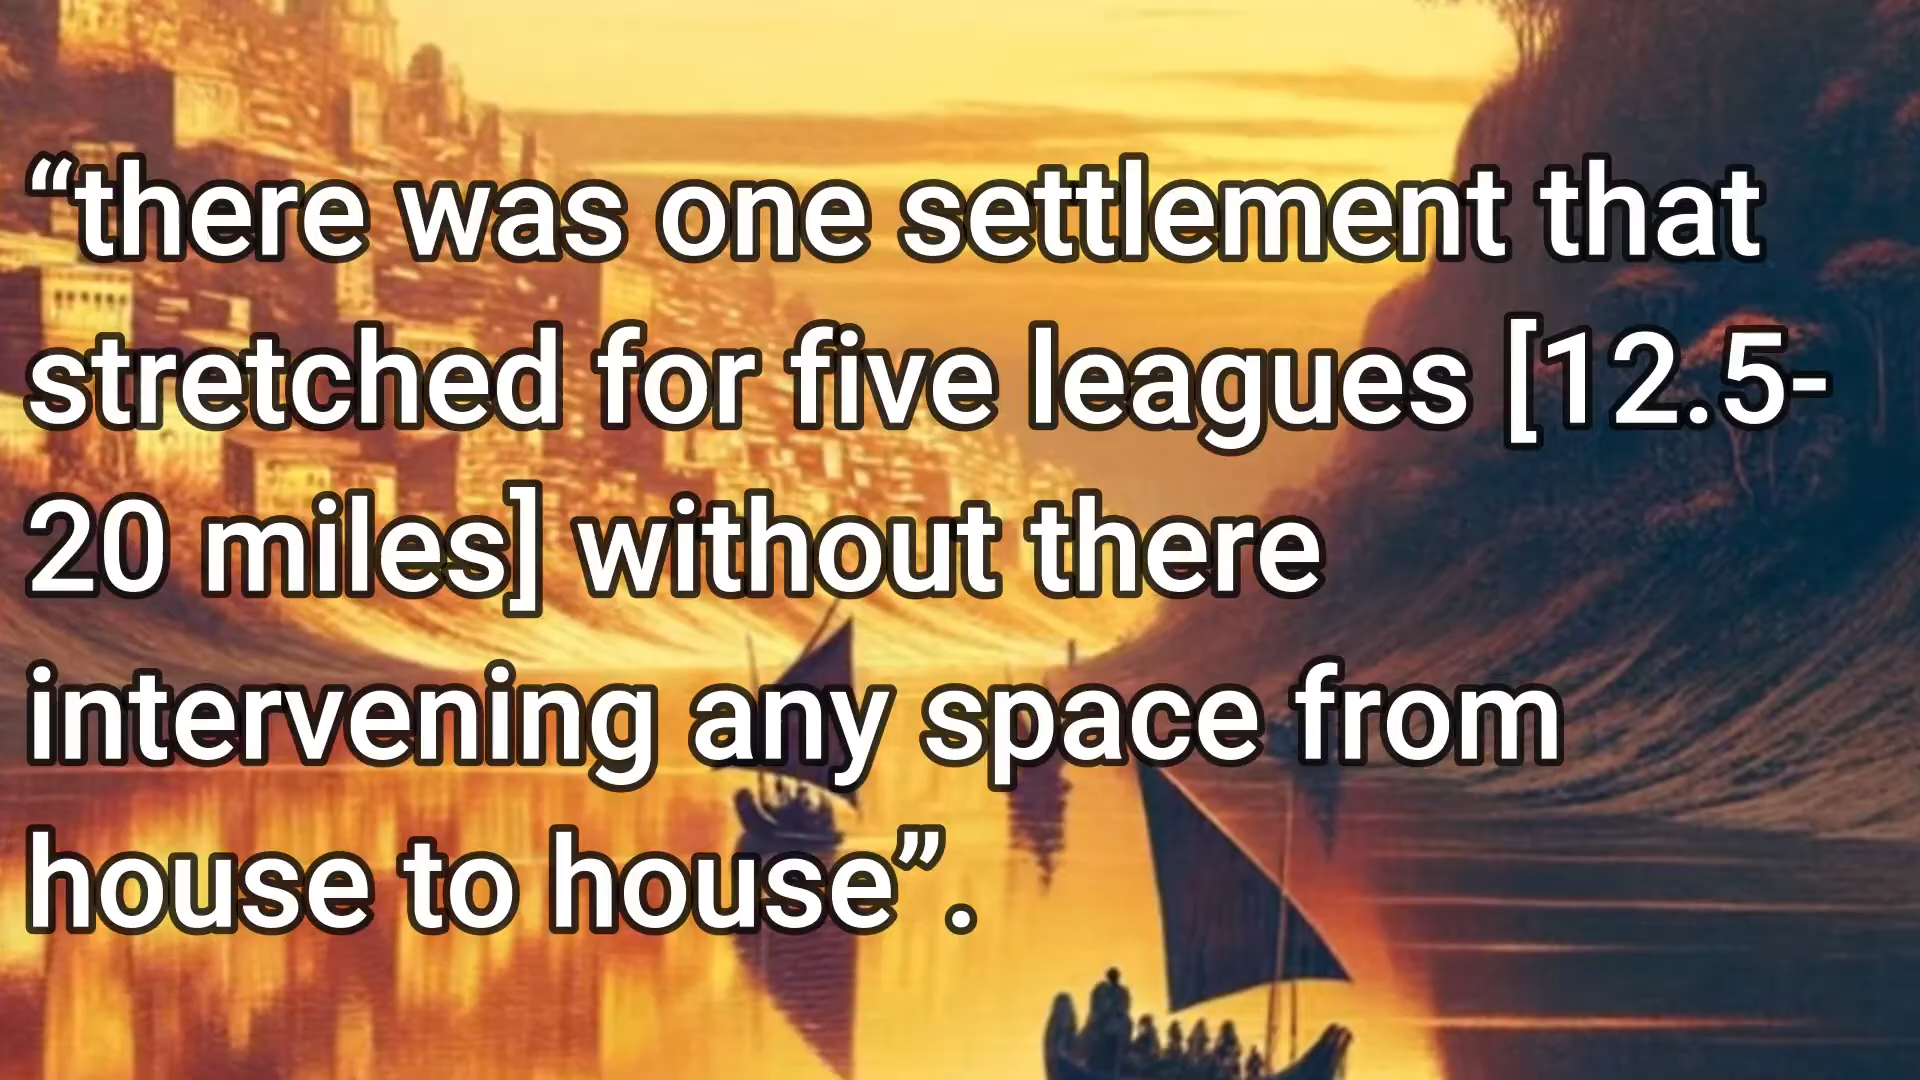 “there was one settlement that
stretched for five leagues [12.5-
20 miles] without there
intervening any space from
house to house”.